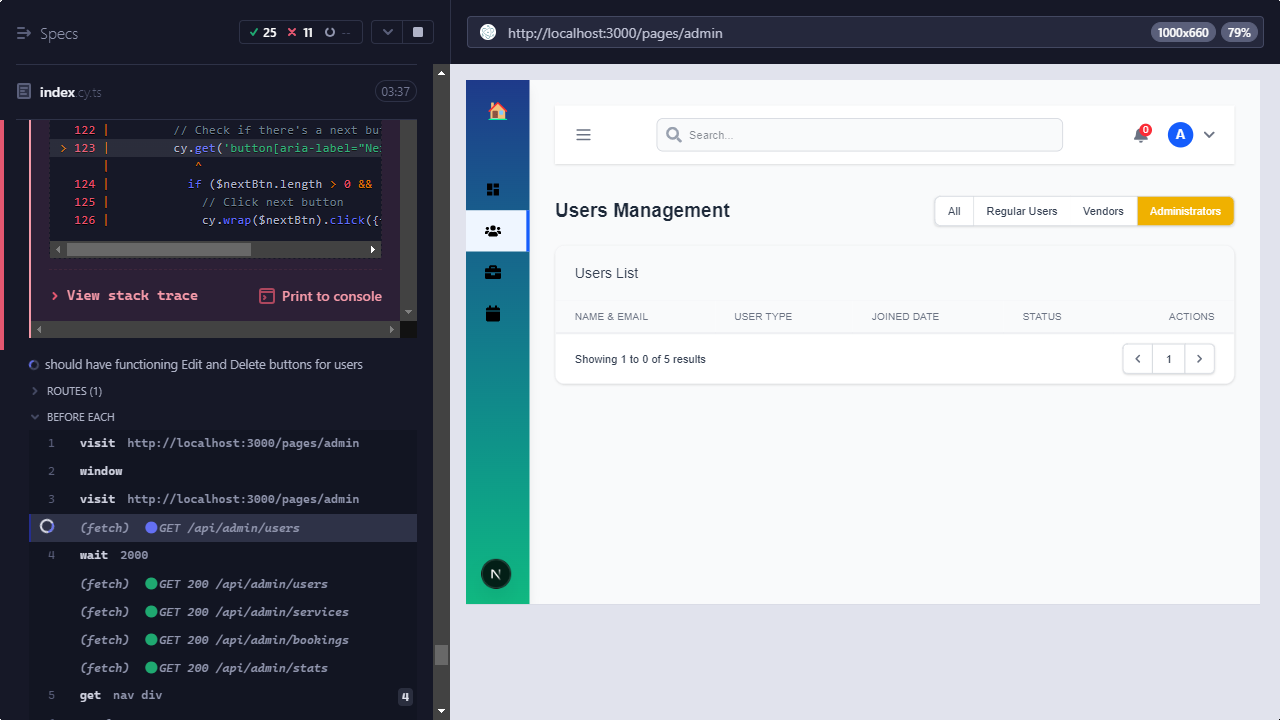 Specs
25 11 --
index.cy.ts
03:37
122 | // Check if there's a next bu
> 123 | cy.get('button[aria-label="Ne
| ^
124 | if ($nextBtn.length > 0 &&
125 | // Click next button
126 | cy.wrap($nextBtn).click({
View stack trace
Print to console
should have functioning Edit and Delete buttons for users
ROUTES (1)
BEFORE EACH
1 visit http://localhost:3000/pages/admin
2 window
3 visit http://localhost:3000/pages/admin
(fetch) GET /api/admin/users
4 wait 2000
(fetch) GET 200 /api/admin/users
(fetch) GET 200 /api/admin/services
(fetch) GET 200 /api/admin/bookings
(fetch) GET 200 /api/admin/stats
5 get nav div 4
http://localhost:3000/pages/admin
1000x660 79%
Search...
0
A
Users Management
All Regular Users Vendors Administrators
Users List
NAME & EMAIL USER TYPE JOINED DATE STATUS ACTIONS
Showing 1 to 0 of 5 results
1
N